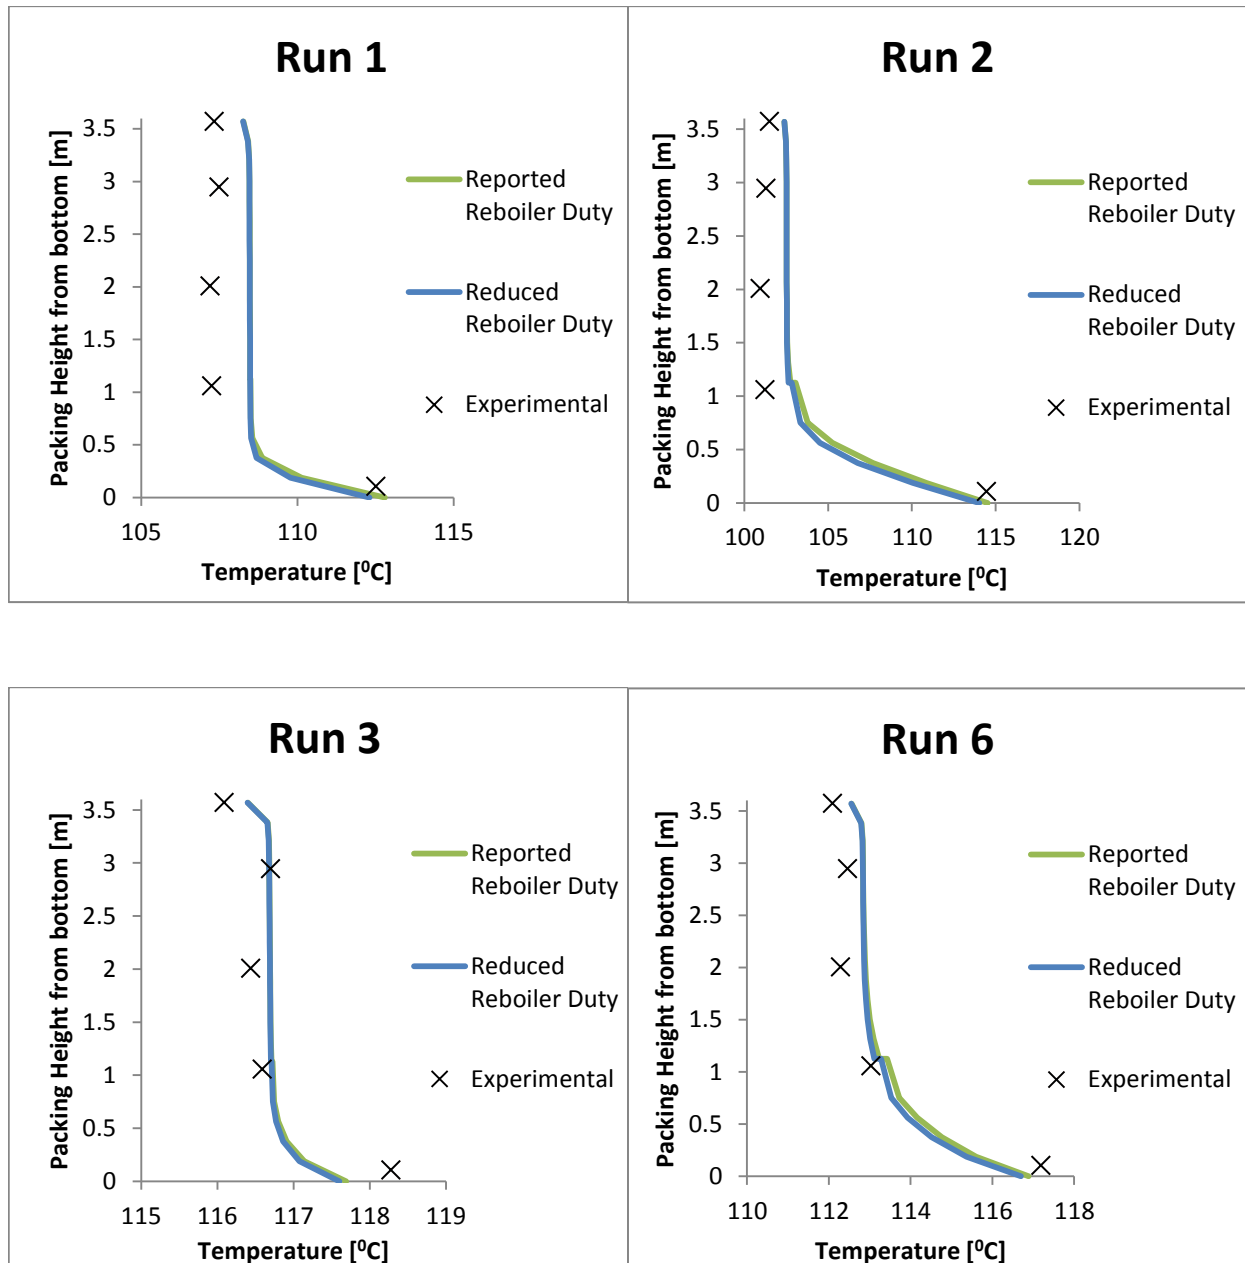 Run 1
Packing Height from bottom [m]
3.5
3
2.5
2
1.5
1
0.5
0
105
110
115
Temperature [⁰C]
Reported
Reboiler Duty
Reduced
Reboiler Duty
Experimental
Run 2
Packing Height from bottom [m]
3.5
3
2.5
2
1.5
1
0.5
0
100
105
110
115
120
Temperature [⁰C]
Reported
Reboiler Duty
Reduced
Reboiler Duty
Experimental
Run 3
Packing Height from bottom [m]
3.5
3
2.5
2
1.5
1
0.5
0
115
116
117
118
119
Temperature [⁰C]
Reported
Reboiler Duty
Reduced
Reboiler Duty
Experimental
Run 6
Packing Height from bottom [m]
3.5
3
2.5
2
1.5
1
0.5
0
110
112
114
116
118
Temperature [⁰C]
Reported
Reboiler Duty
Reduced
Reboiler Duty
Experimental